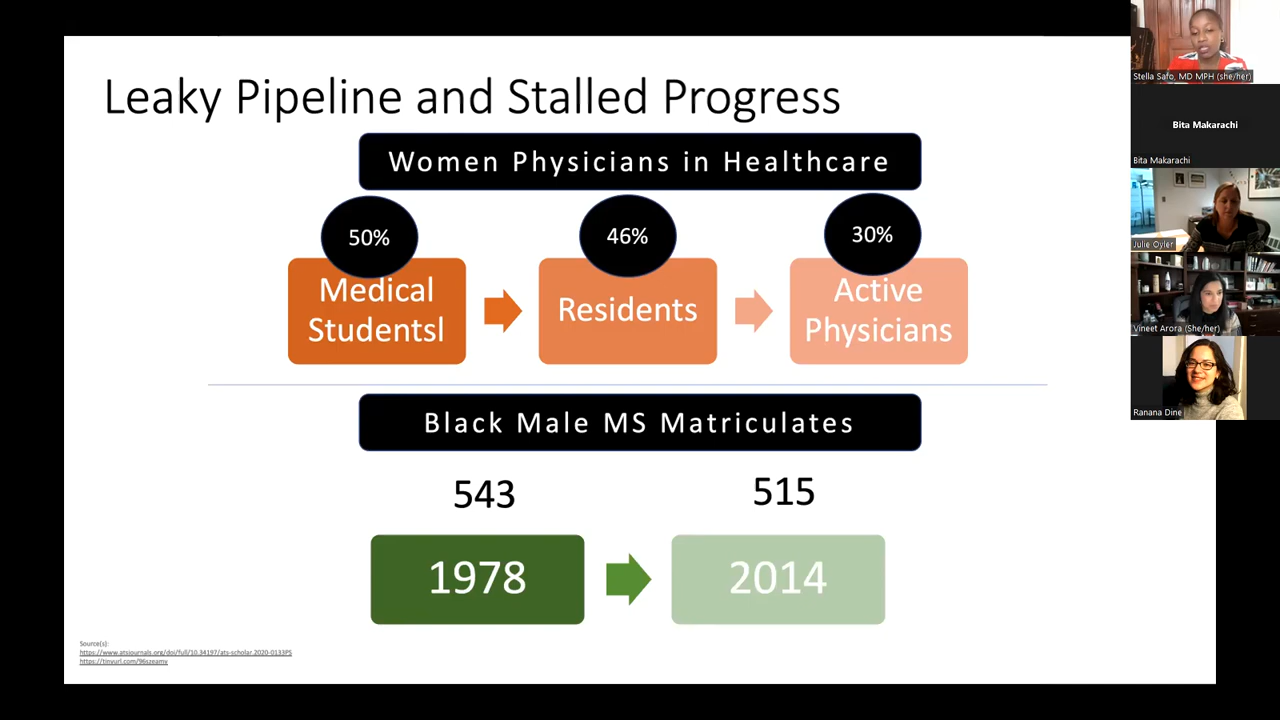 Leaky Pipeline and Stalled Progress
Women Physicians in Healthcare
50%
46%
30%
Medical
Studentsl
Residents
Active
Physicians
Black Male MS Matriculates
543
515
1978
2014
Source(s):
https://www.atsjournals.org/doi/full/10.34197/ats-scholar.2020-0133PS
https://tinyurl.com/96szeamv
Stella Safo, MD MPH (she/her)
Bita Makarachi
Bita Makarachi
Julie Oyler
Vineet Arora (She/her)
Ranana Dine